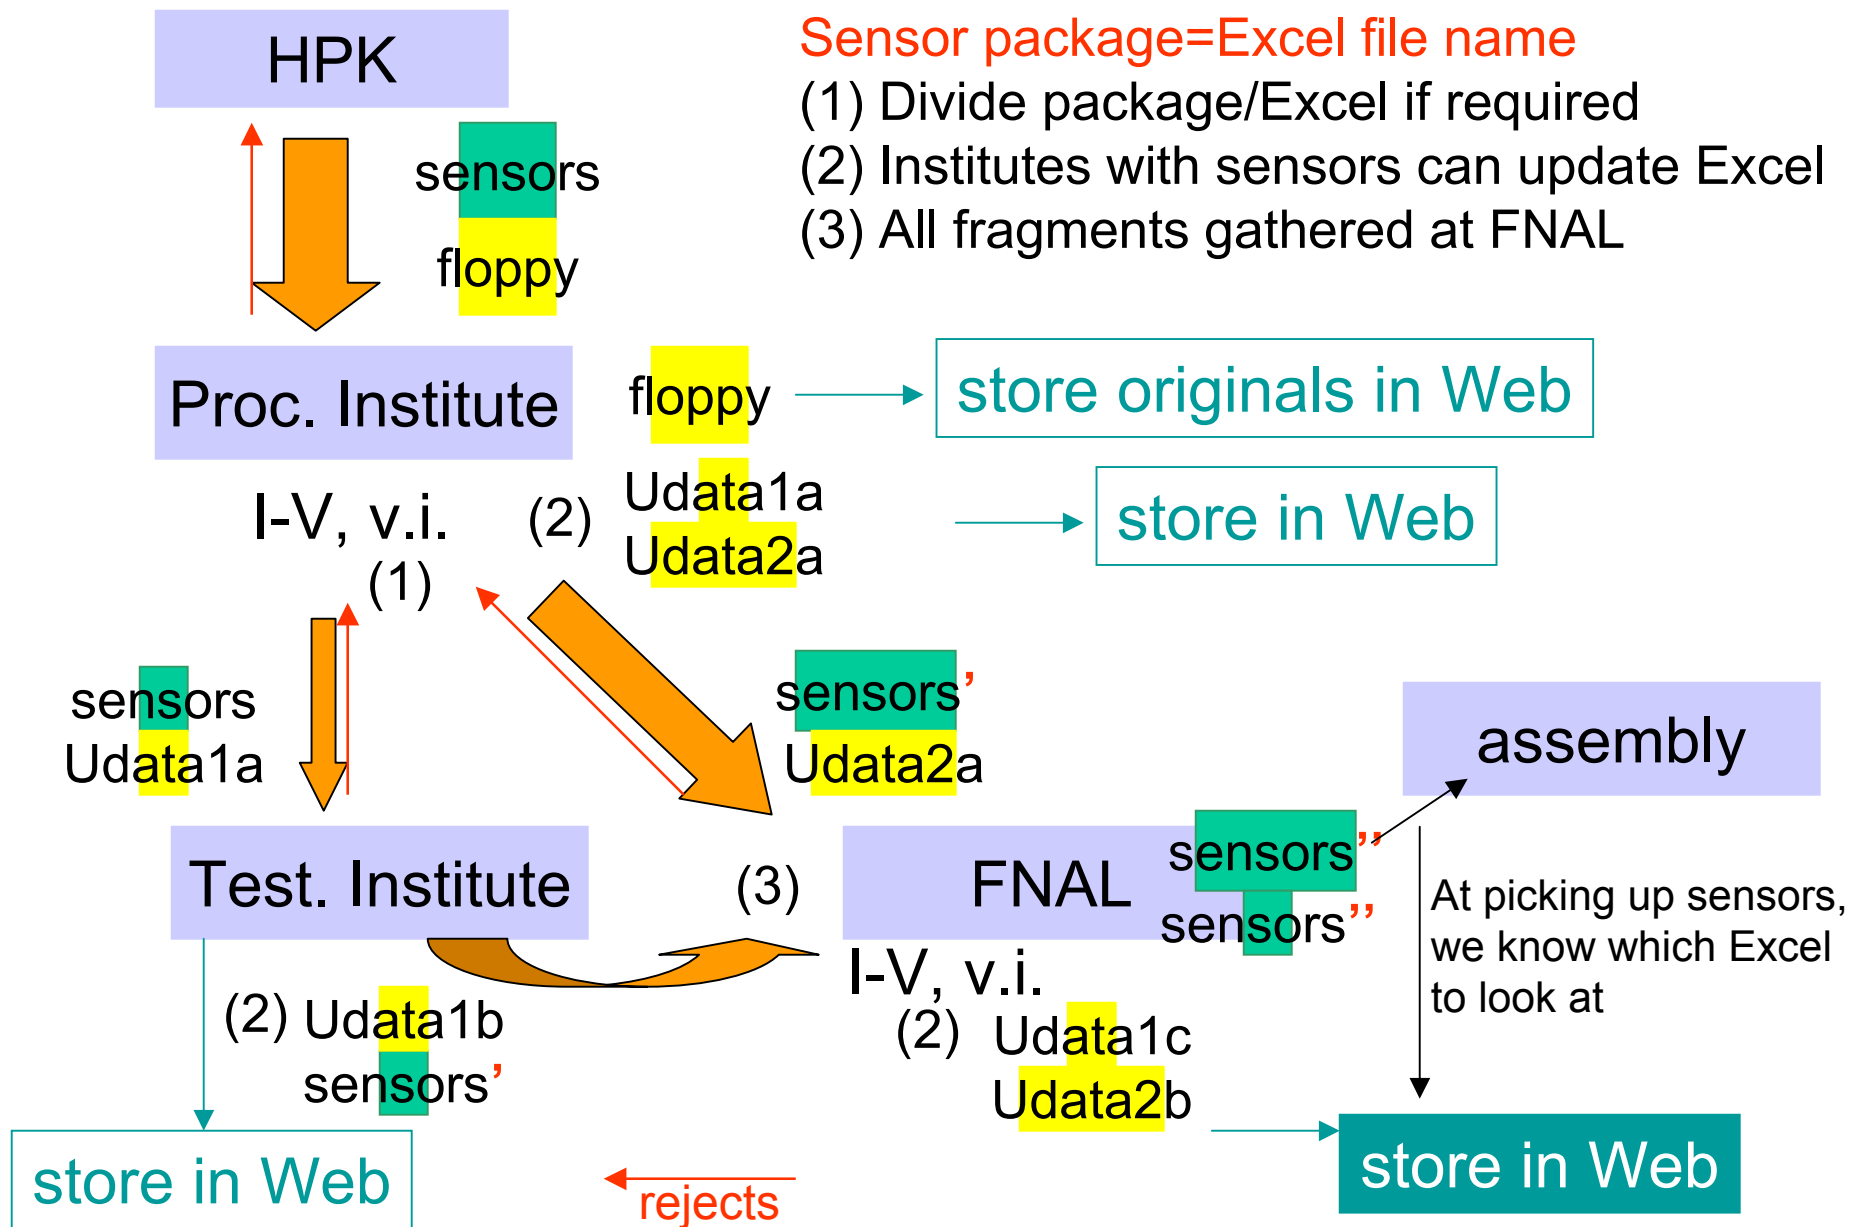 HPK
Sensor package=Excel file name
(1) Divide package/Excel if required
(2) Institutes with sensors can update Excel
(3) All fragments gathered at FNAL
sensors
floppy
Proc. Institute
floppy
store originals in Web
I-V, v.i.
(1)
(2)
Udata1a
Udata2a
store in Web
sensors
Udata1a
sensors’
Udata2a
assembly
Test. Institute
(3)
FNAL
sensors’’
sensors’’
At picking up sensors,
we know which Excel
to look at
I-V, v.i.
(2)
Udata1b
sensors’
(2)
Udata1c
Udata2b
store in Web
rejects
store in Web